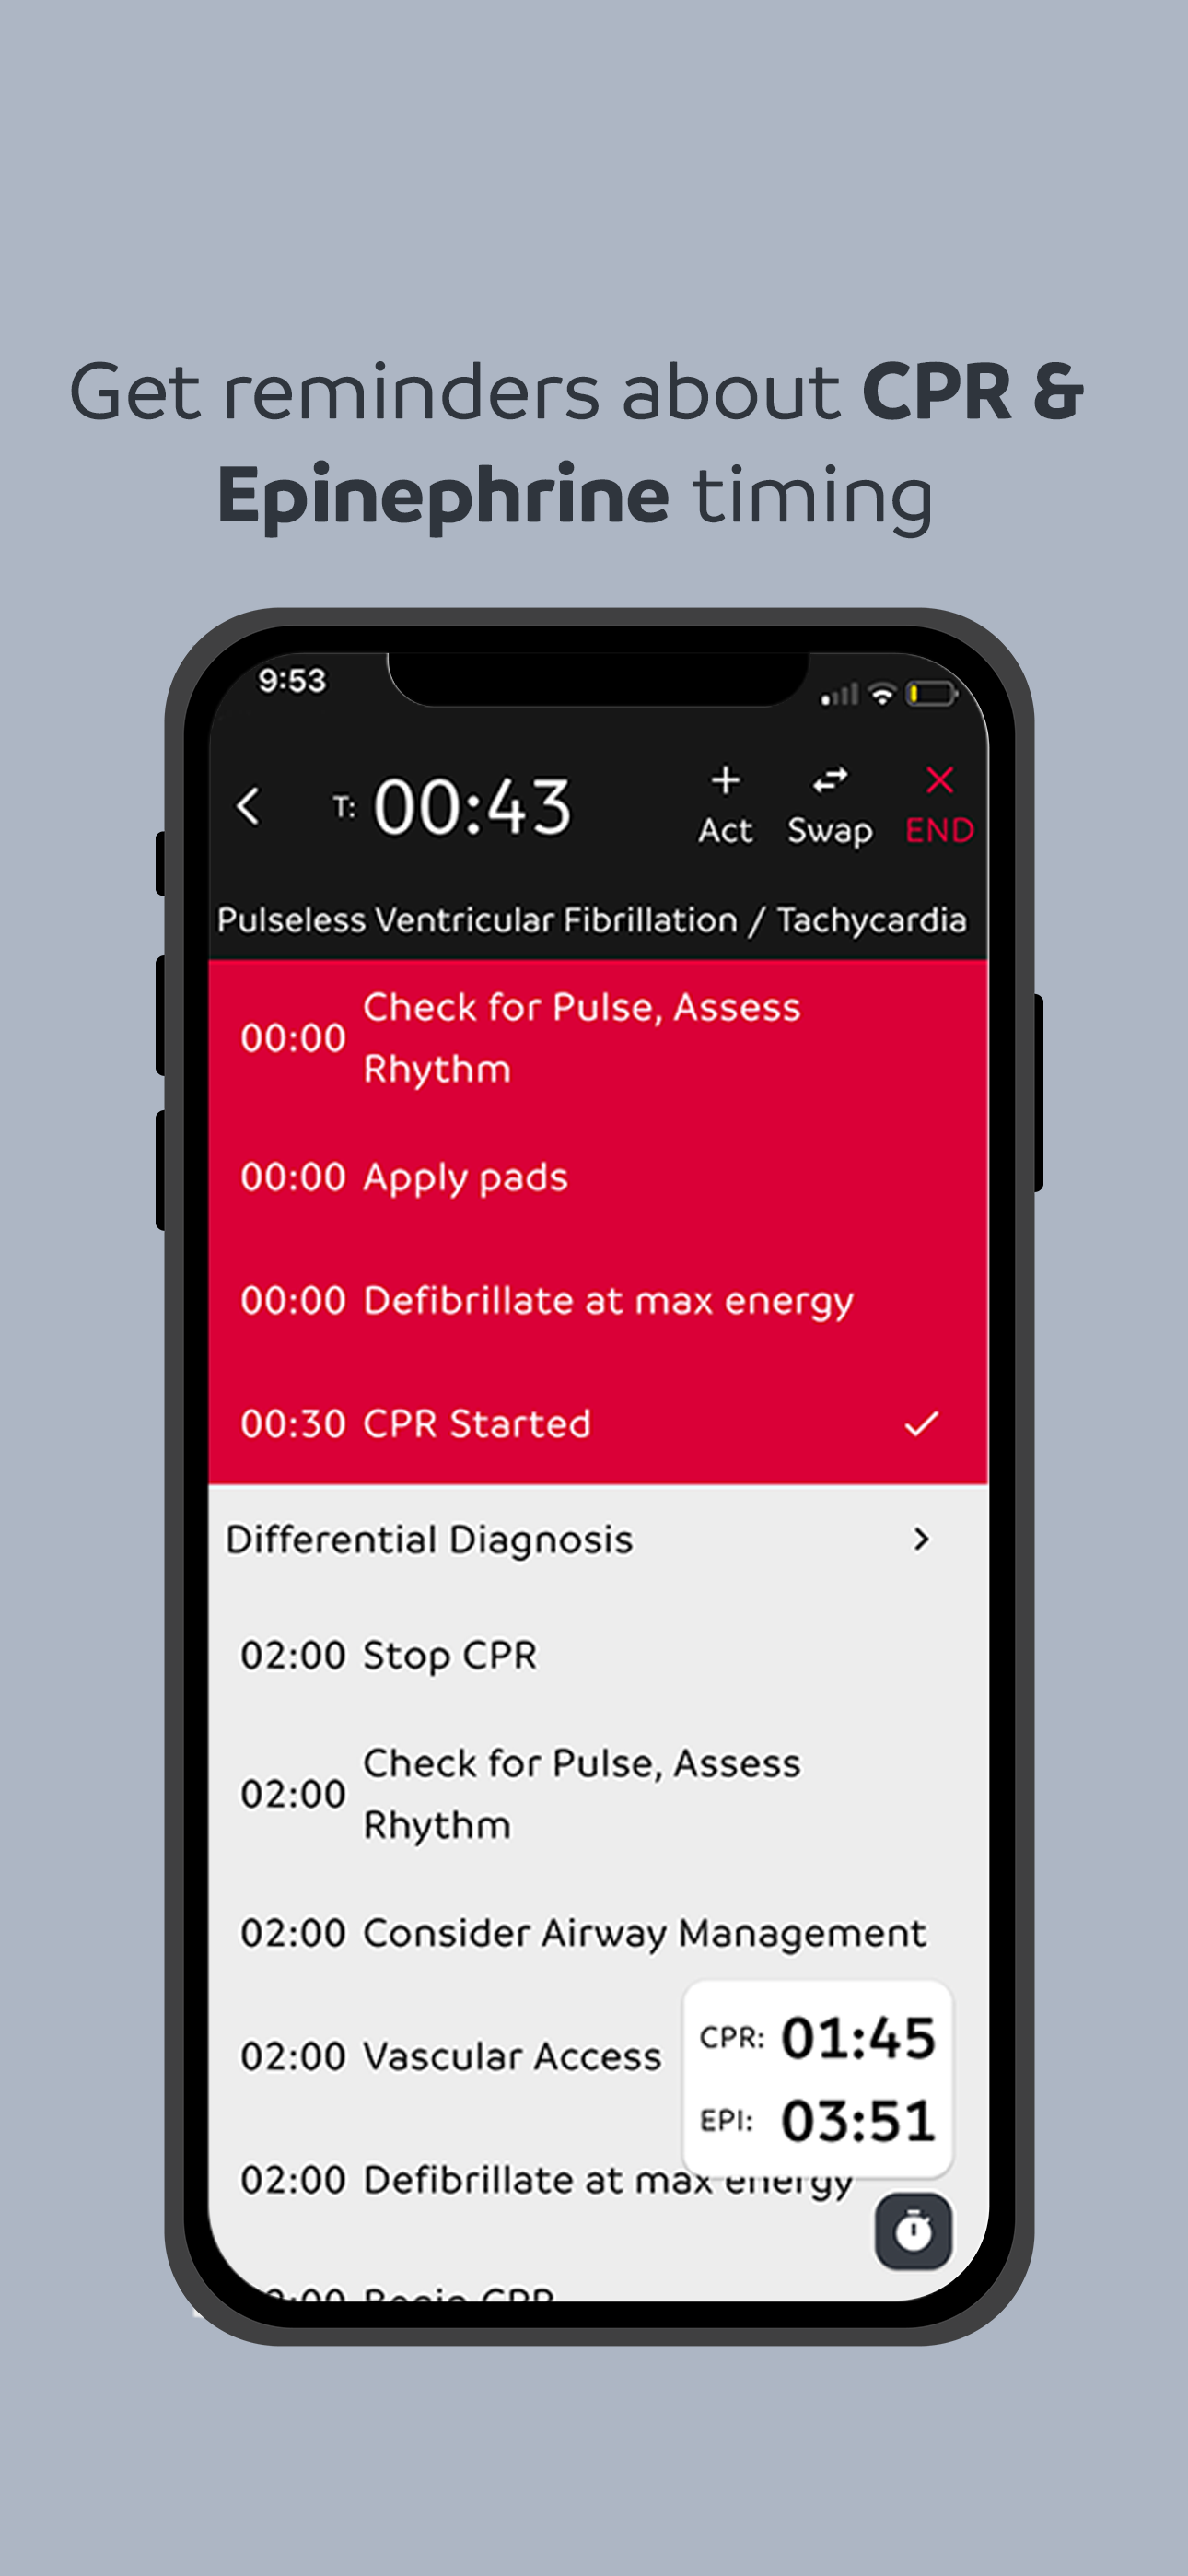 Get reminders about CPR &
Epinephrine timing
9:53
T: 00:43
+ Act
Swap
END
Pulseless Ventricular Fibrillation / Tachycardia
00:00 Check for Pulse, Assess
Rhythm
00:00 Apply pads
00:00 Defibrillate at max energy
00:30 CPR Started
Differential Diagnosis
02:00 Stop CPR
02:00 Check for Pulse, Assess
Rhythm
02:00 Consider Airway Management
02:00 Vascular Access
CPR: 01:45
EPI: 03:51
02:00 Defibrillate at max energy
Begin CPR